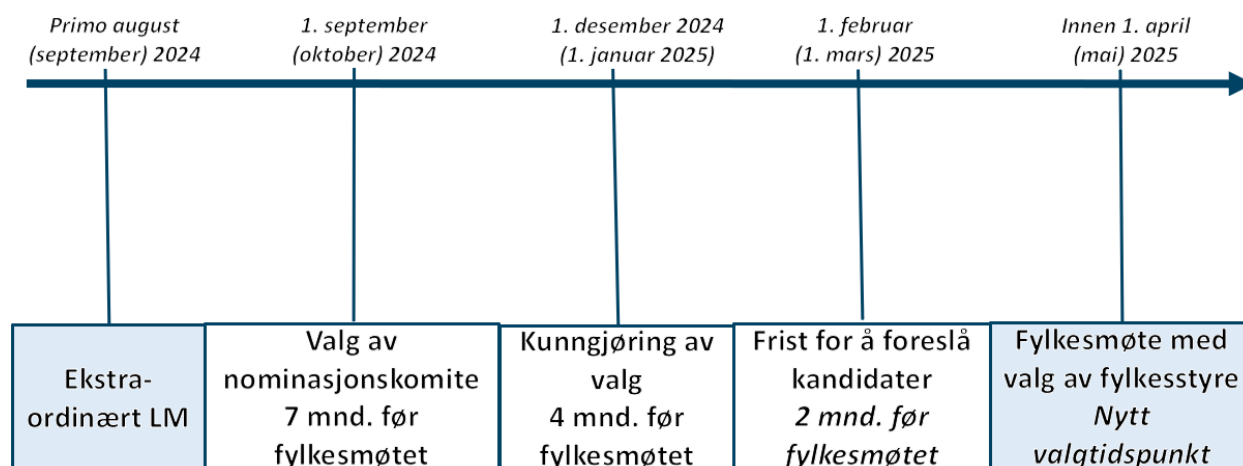 Primo august
(september) 2024
1. september
(oktober) 2024
1. desember 2024
(1. januar 2025)
1. februar
(1. mars) 2025
Innen 1. april
(mai) 2025
Ekstra-
ordinært LM
Valg av
nominasjonskomite
7 mnd. før
fylkesmøtet
Kunngjøring av
valg
4 mnd. før
fylkesmøtet
Frist for å foreslå
kandidater
2 mnd. før
fylkesmøtet
Fylkesmøte med
valg av fylkesstyre
Nytt
valgtidspunkt